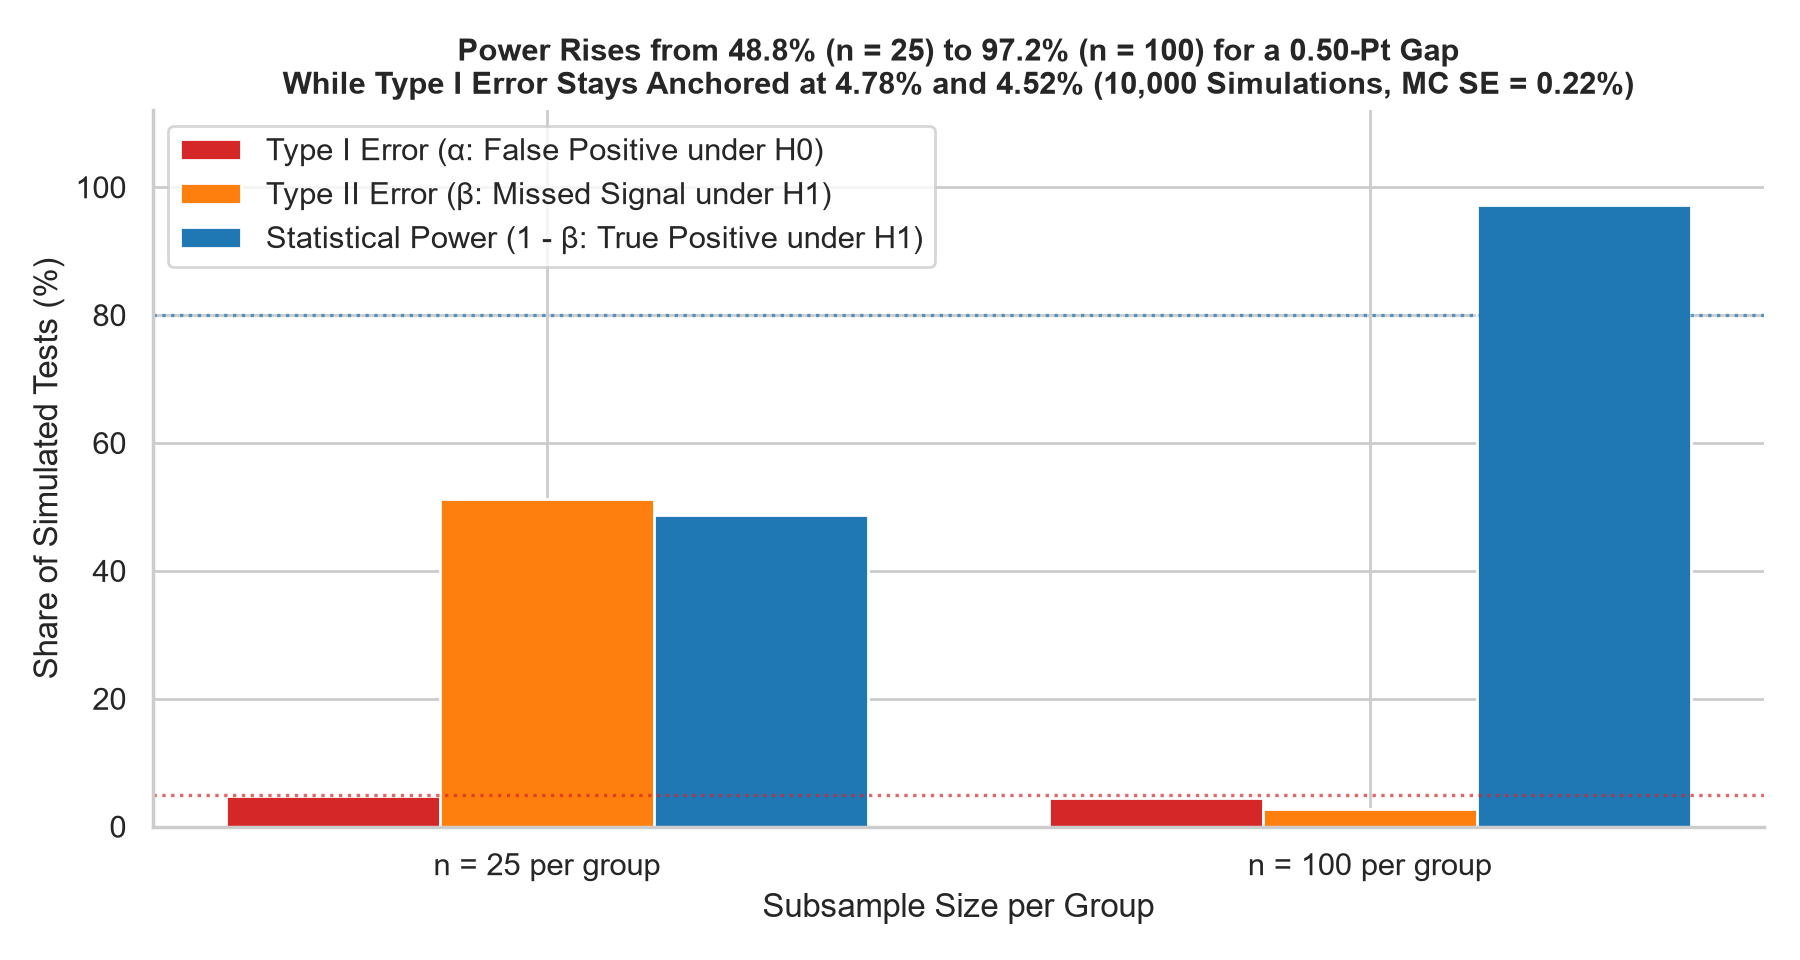 Power Rises from 48.8% (n = 25) to 97.2% (n = 100) for a 0.50-Pt Gap
While Type I Error Stays Anchored at 4.78% and 4.52% (10,000 Simulations, MC SE = 0.22%)
Type I Error (α: False Positive under H0)
Type II Error (β: Missed Signal under H1)
Statistical Power (1 - β: True Positive under H1)
Share of Simulated Tests (%)
100
80
60
40
20
0
n = 25 per group
n = 100 per group
Subsample Size per Group